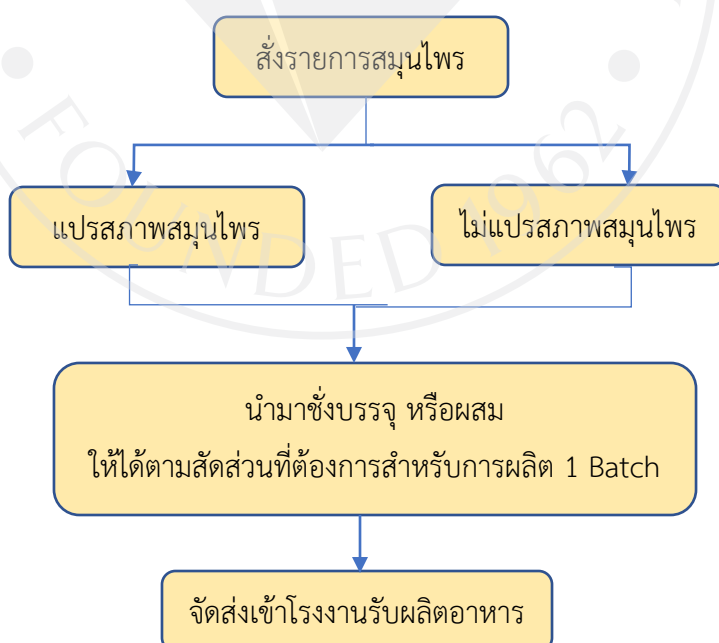 สั่งรายการสมุนไพร
แปรสภาพสมุนไพร
ไม่แปรสภาพสมุนไพร
นำมาชั่งบรรจุ หรือผสม
ให้ได้ตามสัดส่วนที่ต้องการสำหรับการผลิต 1 Batch
จัดส่งเข้าโรงงานรับผลิตอาหาร
FOUNDED 1962